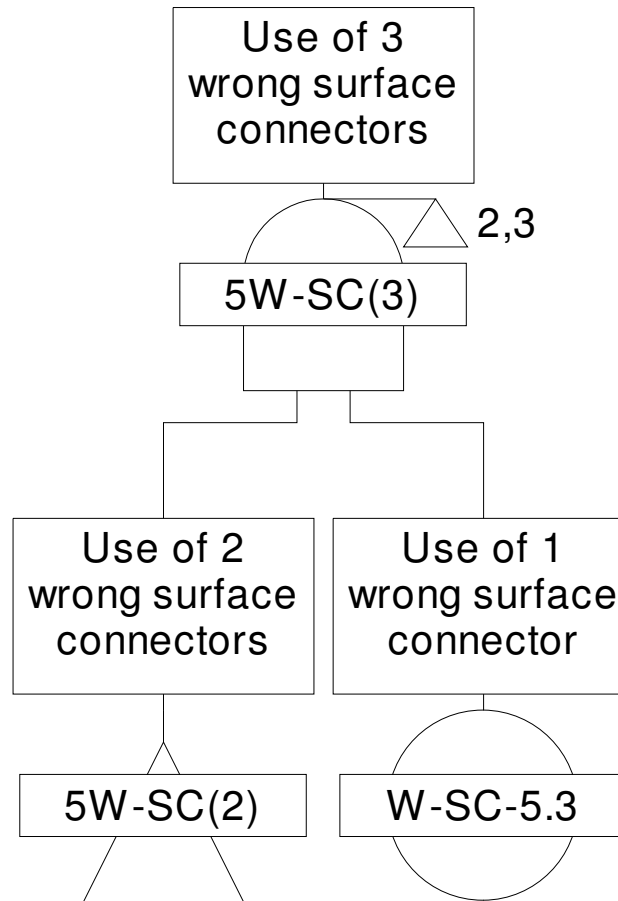 Use of 3
wrong surface
connectors
2,3
5W-SC(3)
Use of 2
wrong surface
connectors
Use of 1
wrong surface
connector
5W-SC(2)
W-SC-5.3